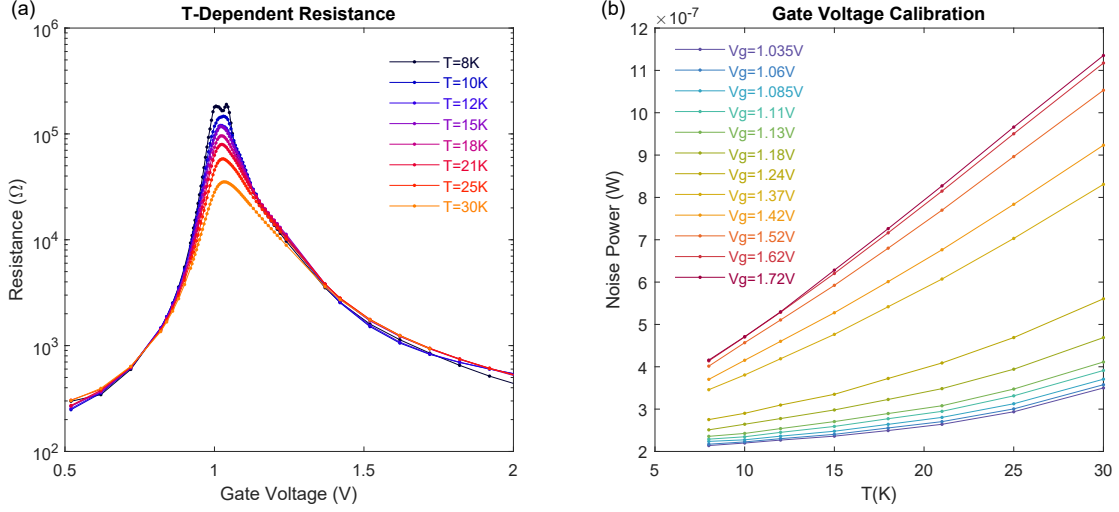 (a)
T-Dependent Resistance
10^6
10^5
10^4
10^3
10^2
Resistance (Ω)
T=8K
T=10K
T=12K
T=15K
T=18K
T=21K
T=25K
T=30K
0.5 1 1.5 2
Gate Voltage (V)
(b)
Gate Voltage Calibration
×10^-7
12
11
10
9
8
7
6
5
4
3
2
Noise Power (W)
Vg=1.035V
Vg=1.06V
Vg=1.085V
Vg=1.11V
Vg=1.13V
Vg=1.18V
Vg=1.24V
Vg=1.37V
Vg=1.42V
Vg=1.52V
Vg=1.62V
Vg=1.72V
5 10 15 20 25 30
T(K)